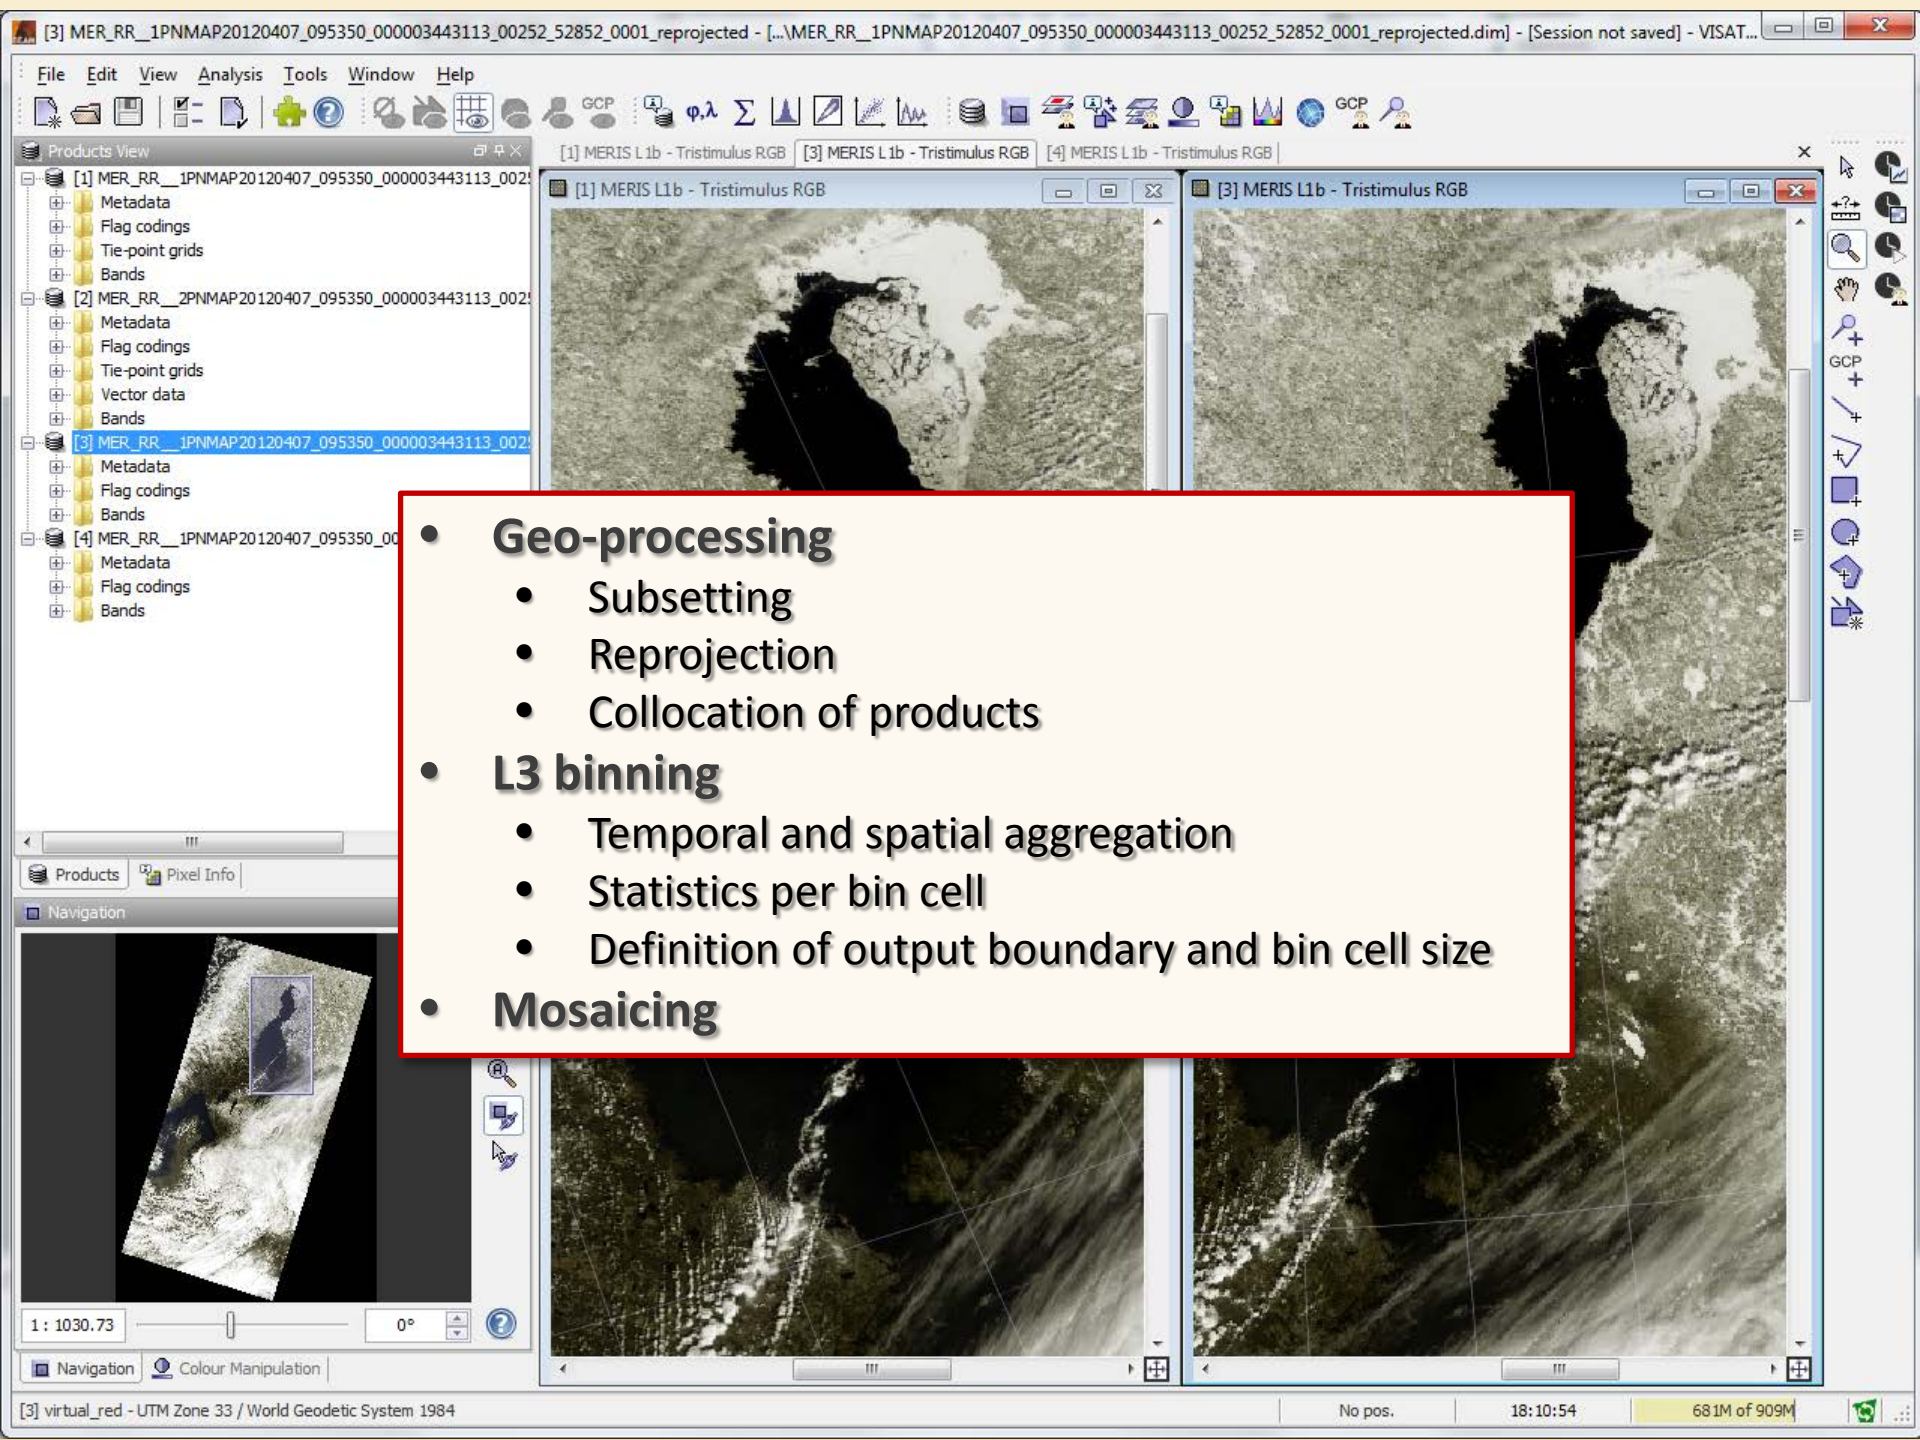 [3] MER_RR__1PNMAP20120407_095350_000003443113_00252_52852_0001_reprojected - [...\MER_RR__1PNMAP20120407_095350_000003443113_00252_52852_0001_reprojected.dim] - [Session not saved] - VISAT...
File Edit View Analysis Tools Window Help
GCP φ,λ Σ GCP
Products View
[1] MERIS L1b - Tristimulus RGB [3] MERIS L1b - Tristimulus RGB [4] MERIS L1b - Tristimulus RGB
[1] MER_RR__1PNMAP20120407_095350_000003443113_002
Metadata
Flag codings
Tie-point grids
Bands
[2] MER_RR__2PNMAP20120407_095350_000003443113_002
Metadata
Flag codings
Tie-point grids
Vector data
Bands
[3] MER_RR__1PNMAP20120407_095350_000003443113_002
Metadata
Flag codings
Bands
[4] MER_RR__1PNMAP20120407_095350_00
Metadata
Flag codings
Bands
Products Pixel Info
Navigation
1 : 1030.73 0°
Navigation Colour Manipulation
[1] MERIS L1b - Tristimulus RGB
[3] MERIS L1b - Tristimulus RGB
GCP
• Geo-processing
• Subsetting
• Reprojection
• Collocation of products
• L3 binning
• Temporal and spatial aggregation
• Statistics per bin cell
• Definition of output boundary and bin cell size
• Mosaicing
[3] virtual_red - UTM Zone 33 / World Geodetic System 1984
No pos. 18:10:54 681M of 909M